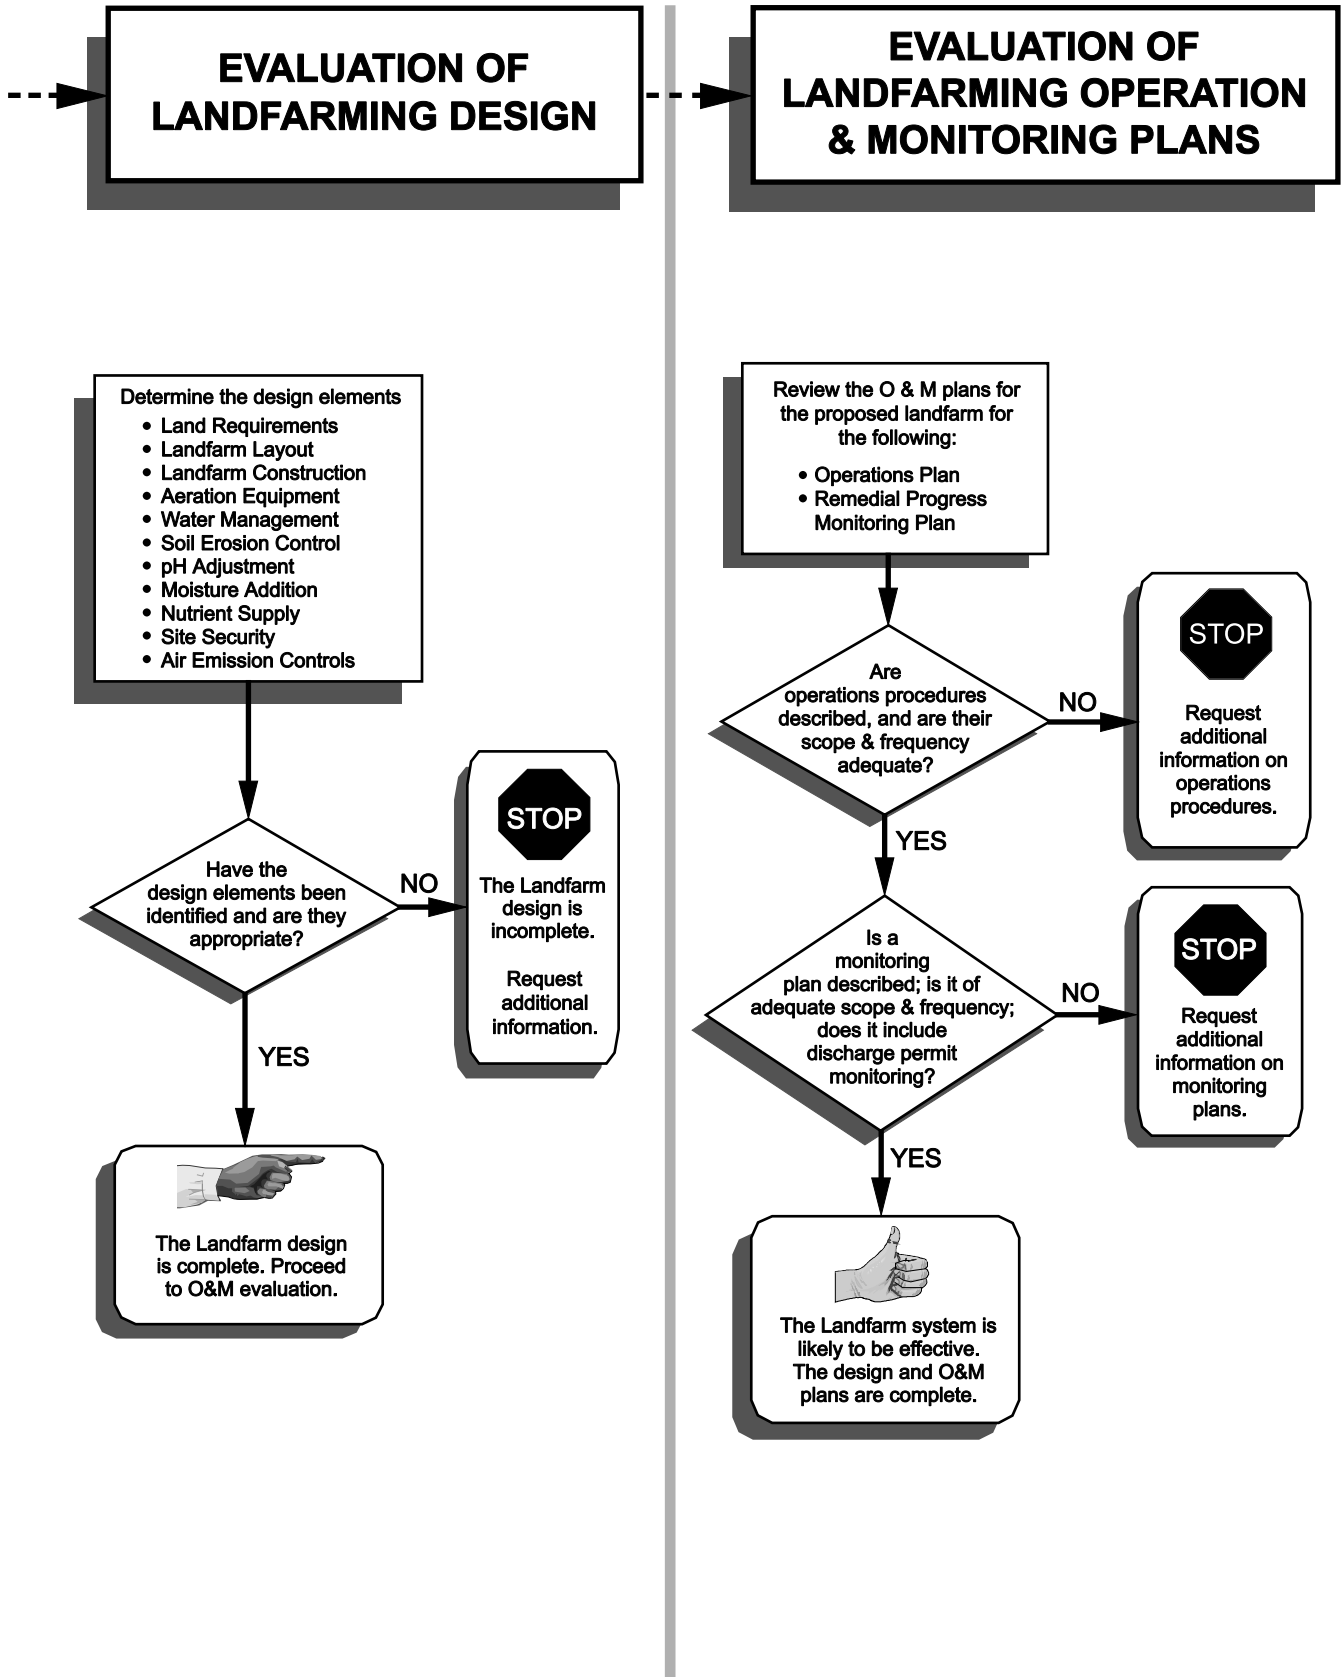 EVALUATION OF
LANDFARMING DESIGN
Determine the design elements
• Land Requirements
• Landfarm Layout
• Landfarm Construction
• Aeration Equipment
• Water Management
• Soil Erosion Control
• pH Adjustment
• Moisture Addition
• Nutrient Supply
• Site Security
• Air Emission Controls
Have the
design elements been
identified and are they
appropriate?
NO
STOP
The Landfarm
design is
incomplete.
Request
additional
information.
YES
The Landfarm design
is complete. Proceed
to O&M evaluation.
EVALUATION OF
LANDFARMING OPERATION
& MONITORING PLANS
Review the O & M plans for
the proposed landfarm for
the following:
• Operations Plan
• Remedial Progress
Monitoring Plan
Are
operations procedures
described, and are their
scope & frequency
adequate?
NO
STOP
Request
additional
information on
operations
procedures.
YES
Is a
monitoring
plan described; is it of
adequate scope & frequency;
does it include
discharge permit
monitoring?
NO
STOP
Request
additional
information on
monitoring
plans.
YES
The Landfarm system is
likely to be effective.
The design and O&M
plans are complete.